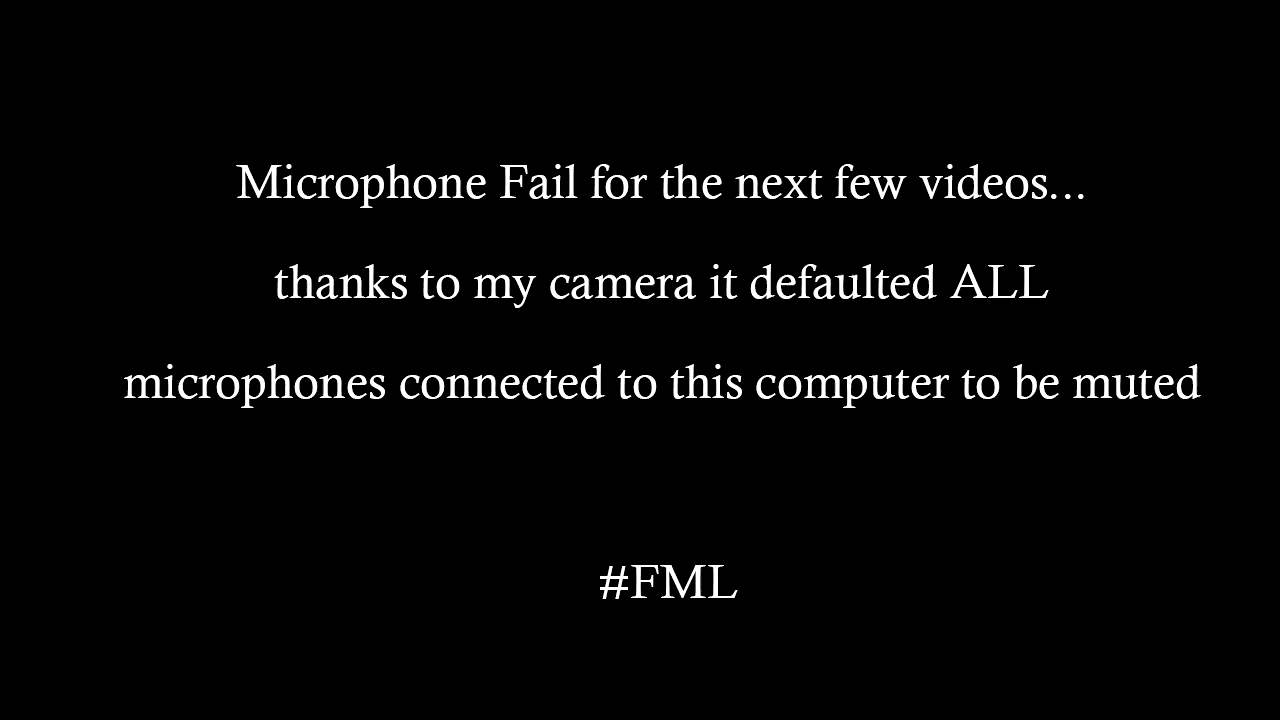 Microphone Fail for the next few videos...
thanks to my camera it defaulted ALL
microphones connected to this computer to be muted
#FML